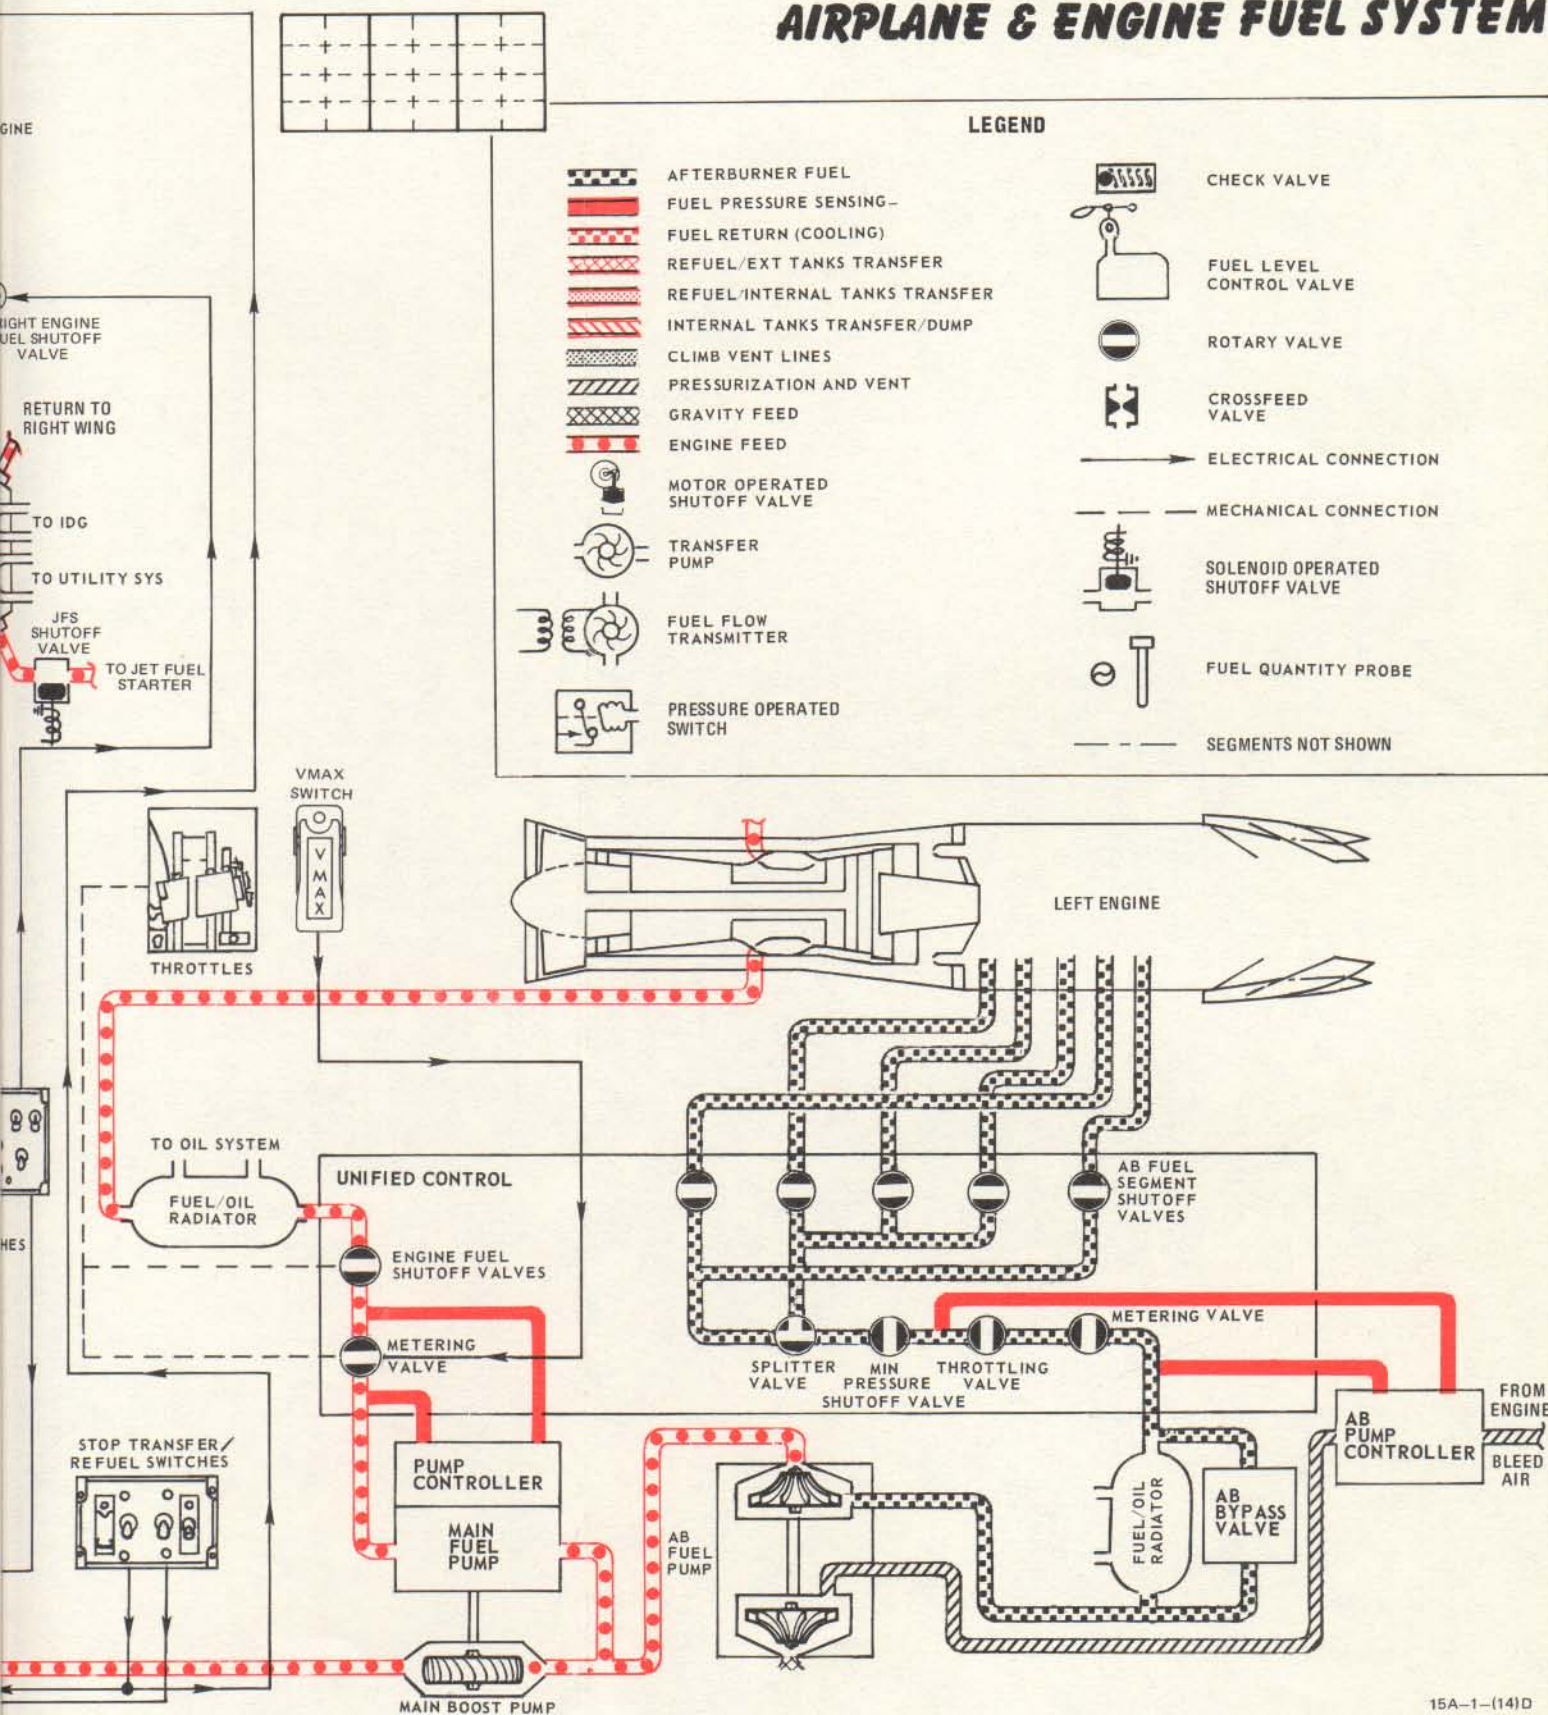 AIRPLANE & ENGINE FUEL SYSTEM
LEGEND
AFTERBURNER FUEL
FUEL PRESSURE SENSING–
FUEL RETURN (COOLING)
REFUEL/EXT TANKS TRANSFER
REFUEL/INTERNAL TANKS TRANSFER
INTERNAL TANKS TRANSFER/DUMP
CLIMB VENT LINES
PRESSURIZATION AND VENT
GRAVITY FEED
ENGINE FEED
MOTOR OPERATED
SHUTOFF VALVE
TRANSFER
PUMP
FUEL FLOW
TRANSMITTER
PRESSURE OPERATED
SWITCH
CHECK VALVE
FUEL LEVEL
CONTROL VALVE
ROTARY VALVE
CROSSFEED
VALVE
ELECTRICAL CONNECTION
MECHANICAL CONNECTION
SOLENOID OPERATED
SHUTOFF VALVE
FUEL QUANTITY PROBE
SEGMENTS NOT SHOWN
GINE
IGHT ENGINE
UEL SHUTOFF
VALVE
RETURN TO
RIGHT WING
TO IDG
TO UTILITY SYS
JFS
SHUTOFF
VALVE
TO JET FUEL
STARTER
VMAX
SWITCH
V
M
A
X
THROTTLES
LEFT ENGINE
TO OIL SYSTEM
FUEL/OIL
RADIATOR
HES
UNIFIED CONTROL
ENGINE FUEL
SHUTOFF VALVES
METERING
VALVE
AB FUEL
SEGMENT
SHUTOFF
VALVES
METERING VALVE
SPLITTER
VALVE
MIN
PRESSURE
SHUTOFF VALVE
THROTTLING
VALVE
FROM
ENGINE
BLEED
AIR
AB
PUMP
CONTROLLER
STOP TRANSFER/
REFUEL SWITCHES
PUMP
CONTROLLER
MAIN
FUEL
PUMP
AB
FUEL
PUMP
FUEL/OIL
RADIATOR
AB
BYPASS
VALVE
MAIN BOOST PUMP
15A–1–(14)D